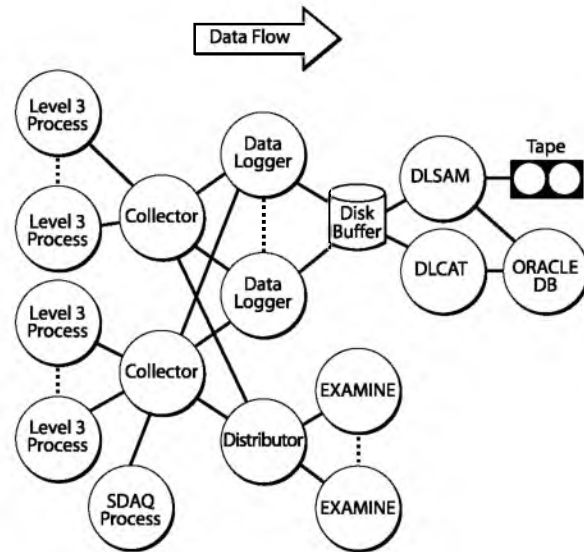 Data Flow
Level 3
Process
Level 3
Process
Collector
Data
Logger
Data
Logger
Disk
Buffer
DLSAM
Tape
DLCAT
ORACLE
DB
Level 3
Process
Level 3
Process
Collector
SDAQ
Process
Distributor
EXAMINE
EXAMINE